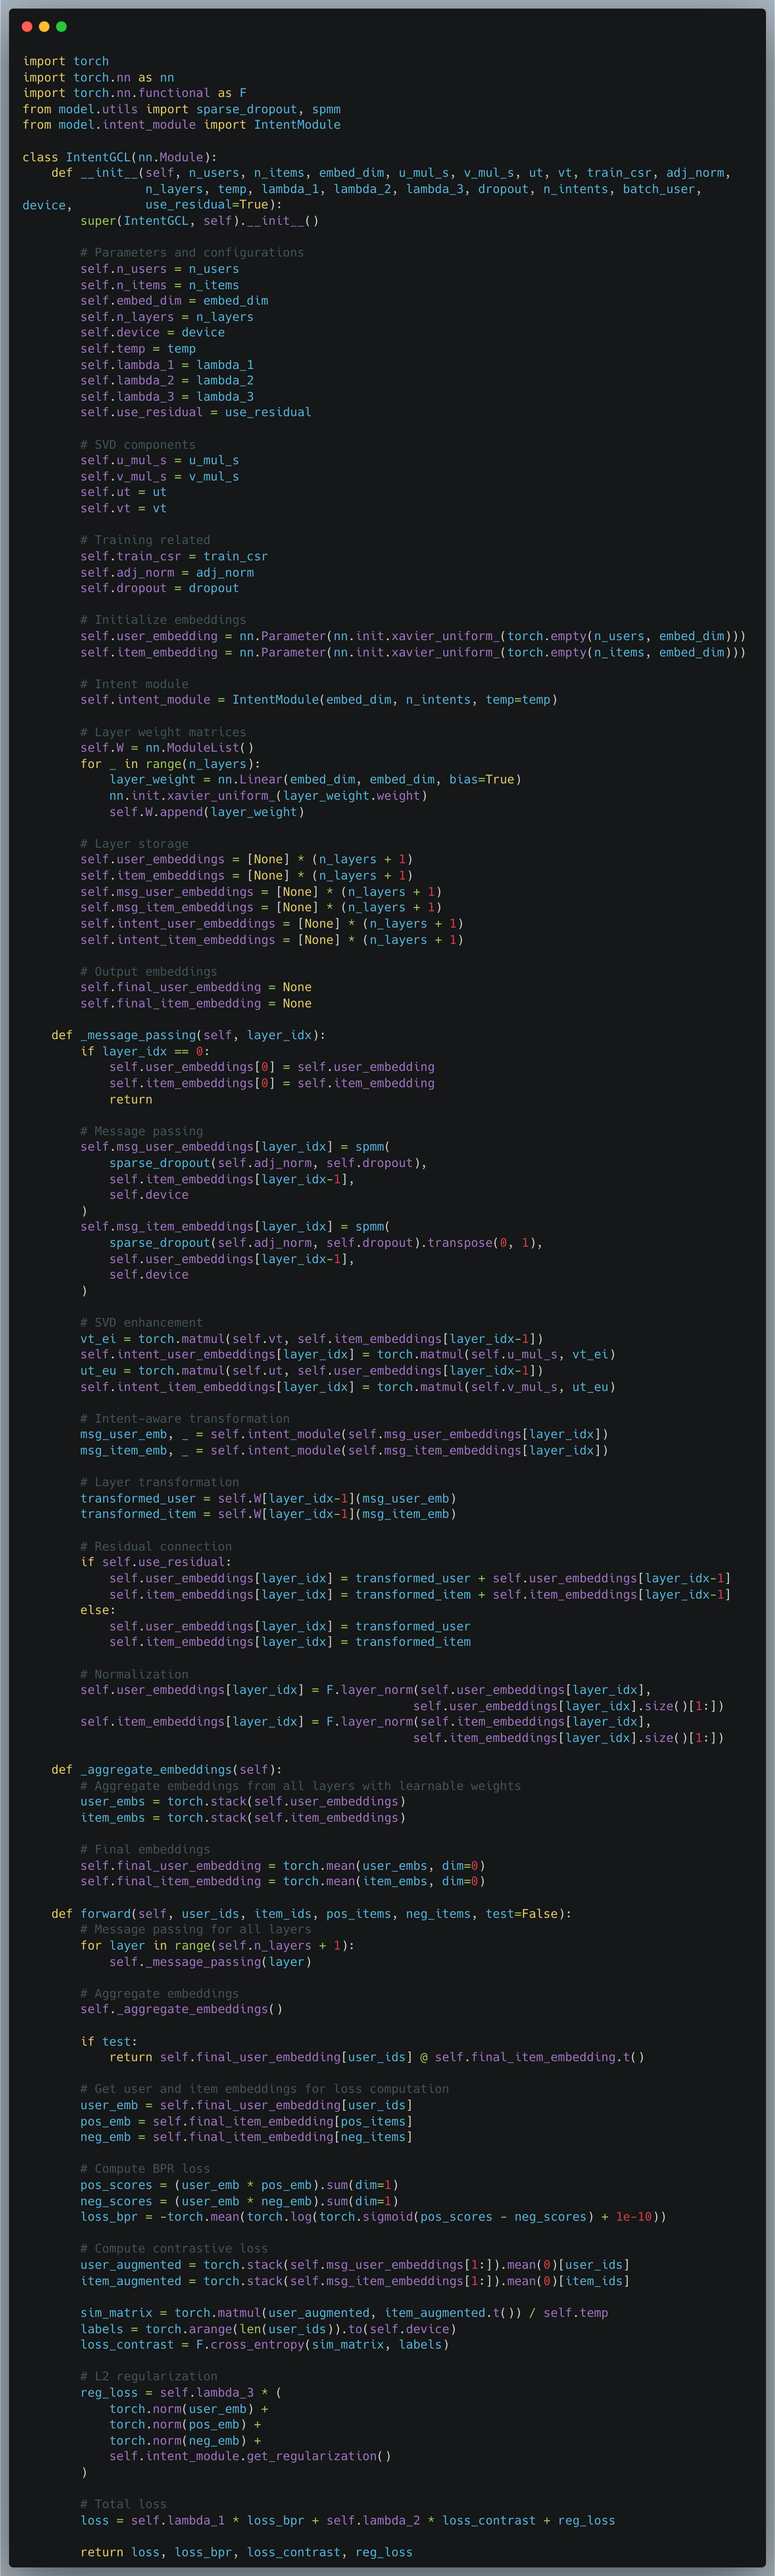 import torch
import torch.nn as nn
import torch.nn.functional as F
from model.utils import sparse_dropout, spmm
from model.intent_module import IntentModule

class IntentGCL(nn.Module):
    def __init__(self, n_users, n_items, embed_dim, u_mul_s, v_mul_s, ut, vt, train_csr, adj_norm,
                 n_layers, temp, lambda_1, lambda_2, lambda_3, dropout, n_intents, batch_user,
device,          use_residual=True):
        super(IntentGCL, self).__init__()

        # Parameters and configurations
        self.n_users = n_users
        self.n_items = n_items
        self.embed_dim = embed_dim
        self.n_layers = n_layers
        self.device = device
        self.temp = temp
        self.lambda_1 = lambda_1
        self.lambda_2 = lambda_2
        self.lambda_3 = lambda_3
        self.use_residual = use_residual

        # SVD components
        self.u_mul_s = u_mul_s
        self.v_mul_s = v_mul_s
        self.ut = ut
        self.vt = vt

        # Training related
        self.train_csr = train_csr
        self.adj_norm = adj_norm
        self.dropout = dropout

        # Initialize embeddings
        self.user_embedding = nn.Parameter(nn.init.xavier_uniform_(torch.empty(n_users, embed_dim)))
        self.item_embedding = nn.Parameter(nn.init.xavier_uniform_(torch.empty(n_items, embed_dim)))

        # Intent module
        self.intent_module = IntentModule(embed_dim, n_intents, temp=temp)

        # Layer weight matrices
        self.W = nn.ModuleList()
        for _ in range(n_layers):
            layer_weight = nn.Linear(embed_dim, embed_dim, bias=True)
            nn.init.xavier_uniform_(layer_weight.weight)
            self.W.append(layer_weight)

        # Layer storage
        self.user_embeddings = [None] * (n_layers + 1)
        self.item_embeddings = [None] * (n_layers + 1)
        self.msg_user_embeddings = [None] * (n_layers + 1)
        self.msg_item_embeddings = [None] * (n_layers + 1)
        self.intent_user_embeddings = [None] * (n_layers + 1)
        self.intent_item_embeddings = [None] * (n_layers + 1)

        # Output embeddings
        self.final_user_embedding = None
        self.final_item_embedding = None

    def _message_passing(self, layer_idx):
        if layer_idx == 0:
            self.user_embeddings[0] = self.user_embedding
            self.item_embeddings[0] = self.item_embedding
            return

        # Message passing
        self.msg_user_embeddings[layer_idx] = spmm(
            sparse_dropout(self.adj_norm, self.dropout),
            self.item_embeddings[layer_idx-1],
            self.device
        )
        self.msg_item_embeddings[layer_idx] = spmm(
            sparse_dropout(self.adj_norm, self.dropout).transpose(0, 1),
            self.user_embeddings[layer_idx-1],
            self.device
        )

        # SVD enhancement
        vt_ei = torch.matmul(self.vt, self.item_embeddings[layer_idx-1])
        self.intent_user_embeddings[layer_idx] = torch.matmul(self.u_mul_s, vt_ei)
        ut_eu = torch.matmul(self.ut, self.user_embeddings[layer_idx-1])
        self.intent_item_embeddings[layer_idx] = torch.matmul(self.v_mul_s, ut_eu)

        # Intent-aware transformation
        msg_user_emb, _ = self.intent_module(self.msg_user_embeddings[layer_idx])
        msg_item_emb, _ = self.intent_module(self.msg_item_embeddings[layer_idx])

        # Layer transformation
        transformed_user = self.W[layer_idx-1](msg_user_emb)
        transformed_item = self.W[layer_idx-1](msg_item_emb)

        # Residual connection
        if self.use_residual:
            self.user_embeddings[layer_idx] = transformed_user + self.user_embeddings[layer_idx-1]
            self.item_embeddings[layer_idx] = transformed_item + self.item_embeddings[layer_idx-1]
        else:
            self.user_embeddings[layer_idx] = transformed_user
            self.item_embeddings[layer_idx] = transformed_item

        # Normalization
        self.user_embeddings[layer_idx] = F.layer_norm(self.user_embeddings[layer_idx],
                                                      self.user_embeddings[layer_idx].size()[1:])
        self.item_embeddings[layer_idx] = F.layer_norm(self.item_embeddings[layer_idx],
                                                      self.item_embeddings[layer_idx].size()[1:])

    def _aggregate_embeddings(self):
        # Aggregate embeddings from all layers with learnable weights
        user_embs = torch.stack(self.user_embeddings)
        item_embs = torch.stack(self.item_embeddings)

        # Final embeddings
        self.final_user_embedding = torch.mean(user_embs, dim=0)
        self.final_item_embedding = torch.mean(item_embs, dim=0)

    def forward(self, user_ids, item_ids, pos_items, neg_items, test=False):
        # Message passing for all layers
        for layer in range(self.n_layers + 1):
            self._message_passing(layer)

        # Aggregate embeddings
        self._aggregate_embeddings()

        if test:
            return self.final_user_embedding[user_ids] @ self.final_item_embedding.t()

        # Get user and item embeddings for loss computation
        user_emb = self.final_user_embedding[user_ids]
        pos_emb = self.final_item_embedding[pos_items]
        neg_emb = self.final_item_embedding[neg_items]

        # Compute BPR loss
        pos_scores = (user_emb * pos_emb).sum(dim=1)
        neg_scores = (user_emb * neg_emb).sum(dim=1)
        loss_bpr = -torch.mean(torch.log(torch.sigmoid(pos_scores - neg_scores) + 1e-10))

        # Compute contrastive loss
        user_augmented = torch.stack(self.msg_user_embeddings[1:]).mean(0)[user_ids]
        item_augmented = torch.stack(self.msg_item_embeddings[1:]).mean(0)[item_ids]

        sim_matrix = torch.matmul(user_augmented, item_augmented.t()) / self.temp
        labels = torch.arange(len(user_ids)).to(self.device)
        loss_contrast = F.cross_entropy(sim_matrix, labels)

        # L2 regularization
        reg_loss = self.lambda_3 * (
            torch.norm(user_emb) +
            torch.norm(pos_emb) +
            torch.norm(neg_emb) +
            self.intent_module.get_regularization()
        )

        # Total loss
        loss = self.lambda_1 * loss_bpr + self.lambda_2 * loss_contrast + reg_loss

        return loss, loss_bpr, loss_contrast, reg_loss